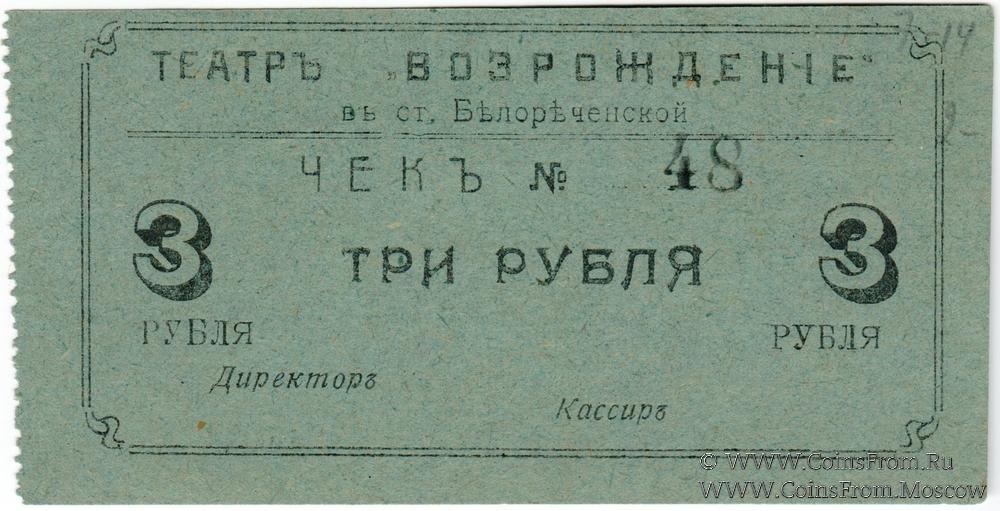 ТЕАТРЪ „ВОЗРОЖДЕНІЕ“
въ ст. Бѣлорѣченской
ЧЕКЪ № 48
3 ТРИ РУБЛЯ 3
РУБЛЯ РУБЛЯ
Директоръ
Кассиръ
© WWW.CoinsFrom.Ru
WWW.CoinsFrom.Moscow